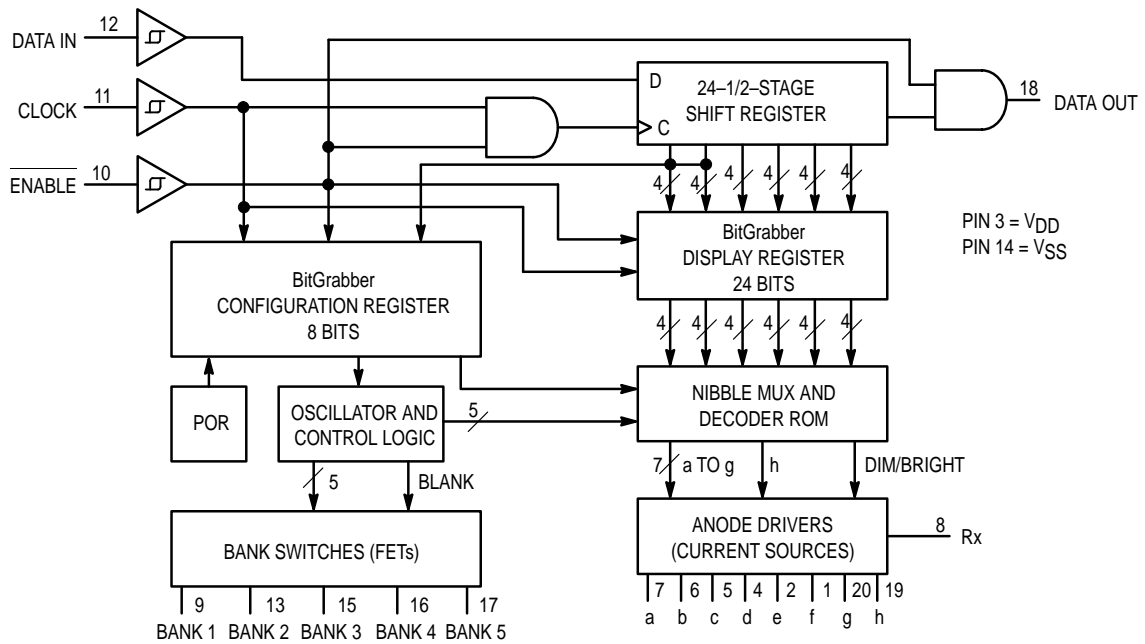 12
DATA IN
11
CLOCK
10
ENABLE
D
24–1/2–STAGE
SHIFT REGISTER
C
18
DATA OUT
4 4 4 4 4 4
BitGrabber
DISPLAY REGISTER
24 BITS
PIN 3 = VDD
PIN 14 = VSS
BitGrabber
CONFIGURATION REGISTER
8 BITS
4 4 4 4 4 4
POR
OSCILLATOR AND
CONTROL LOGIC
5
NIBBLE MUX AND
DECODER ROM
5
BLANK
7
a TO g
h
DIM/BRIGHT
BANK SWITCHES (FETs)
ANODE DRIVERS
(CURRENT SOURCES)
8
Rx
9 13 15 16 17
BANK 1 BANK 2 BANK 3 BANK 4 BANK 5
7 6 5 4 2 1 20 19
a b c d e f g h